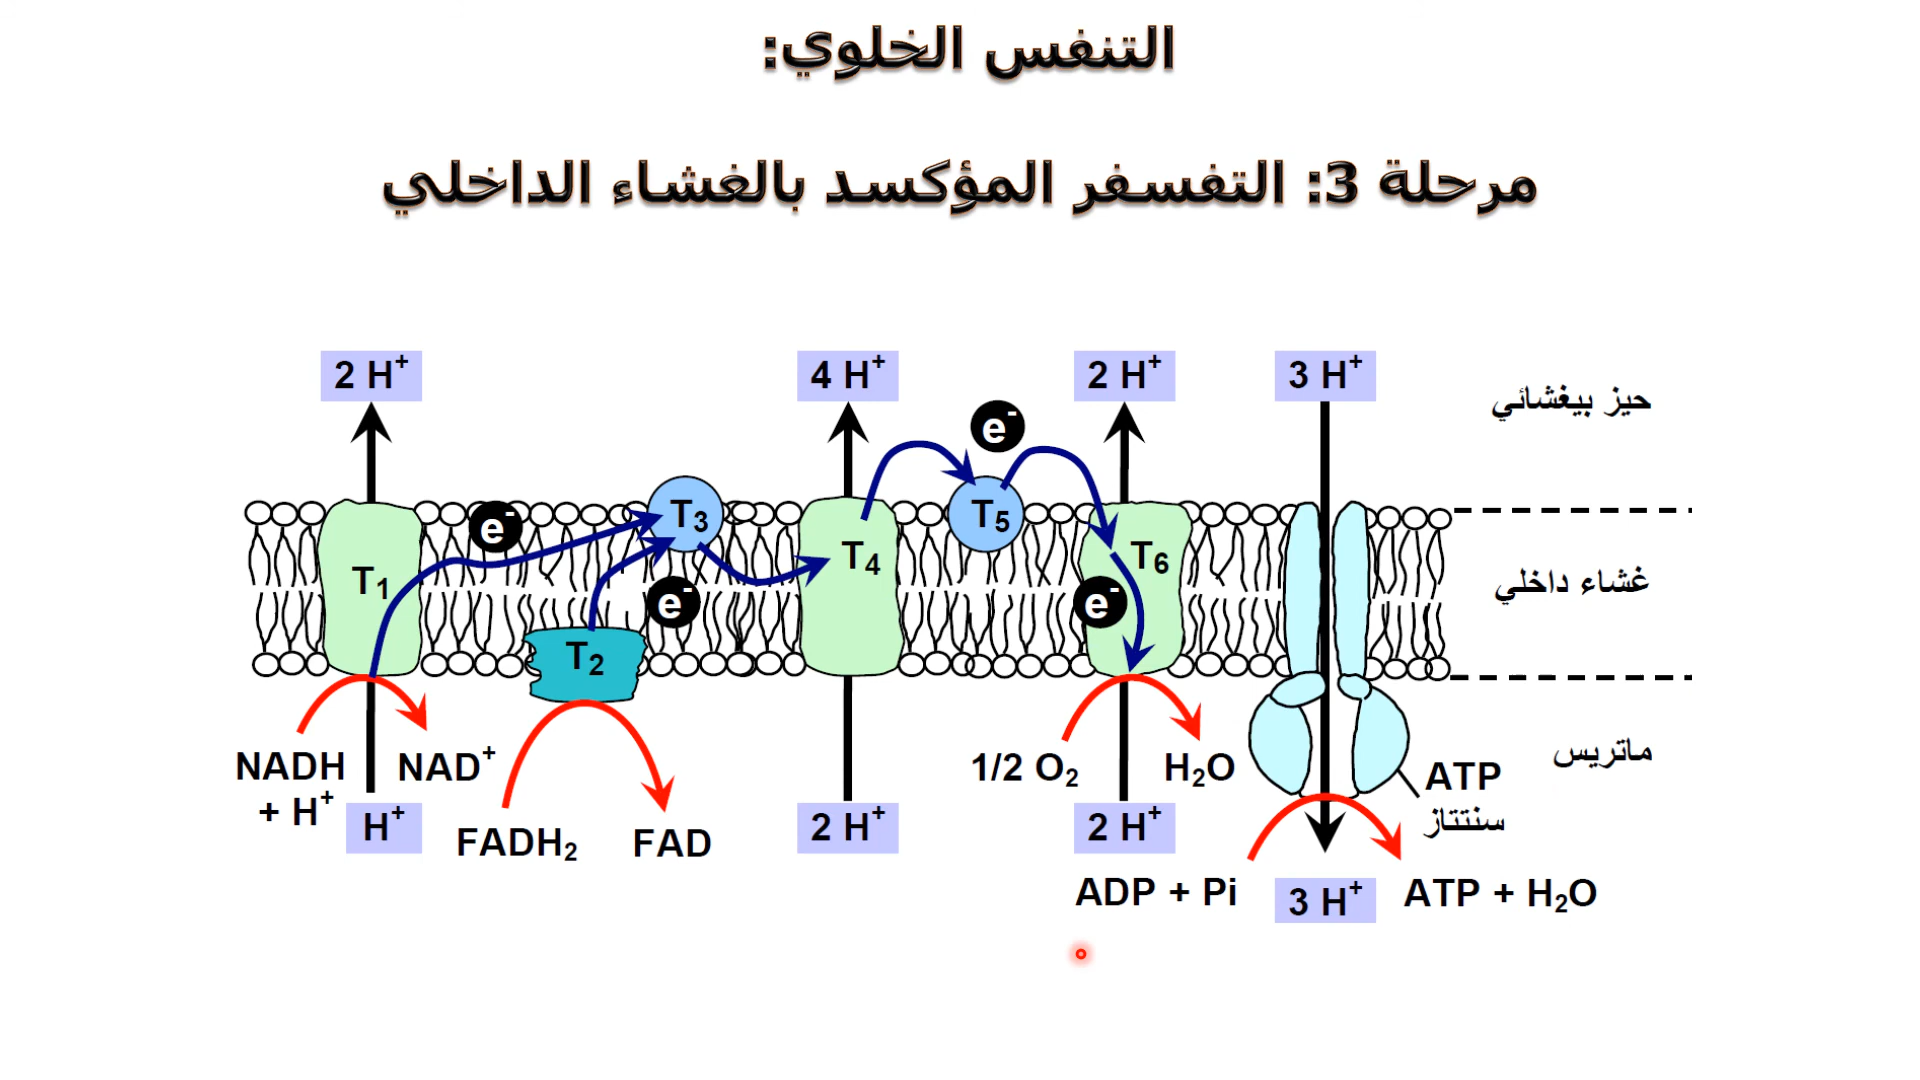 التنفس الخلوي:
مرحلة 3: التفسفر المؤكسد بالغشاء الداخلي
2 H⁺ 4 H⁺ 2 H⁺ 3 H⁺
حيز بيغشائي
e⁻
e⁻ T₃ T₅
T₁ T₄ T₆
غشاء داخلي
e⁻ e⁻
T₂
NADH + H⁺
NAD⁺
H⁺
FADH₂ FAD
2 H⁺
1/2 O₂ H₂O
2 H⁺
ماتريس
ATP
سنتتاز
ADP + Pi 3 H⁺ ATP + H₂O